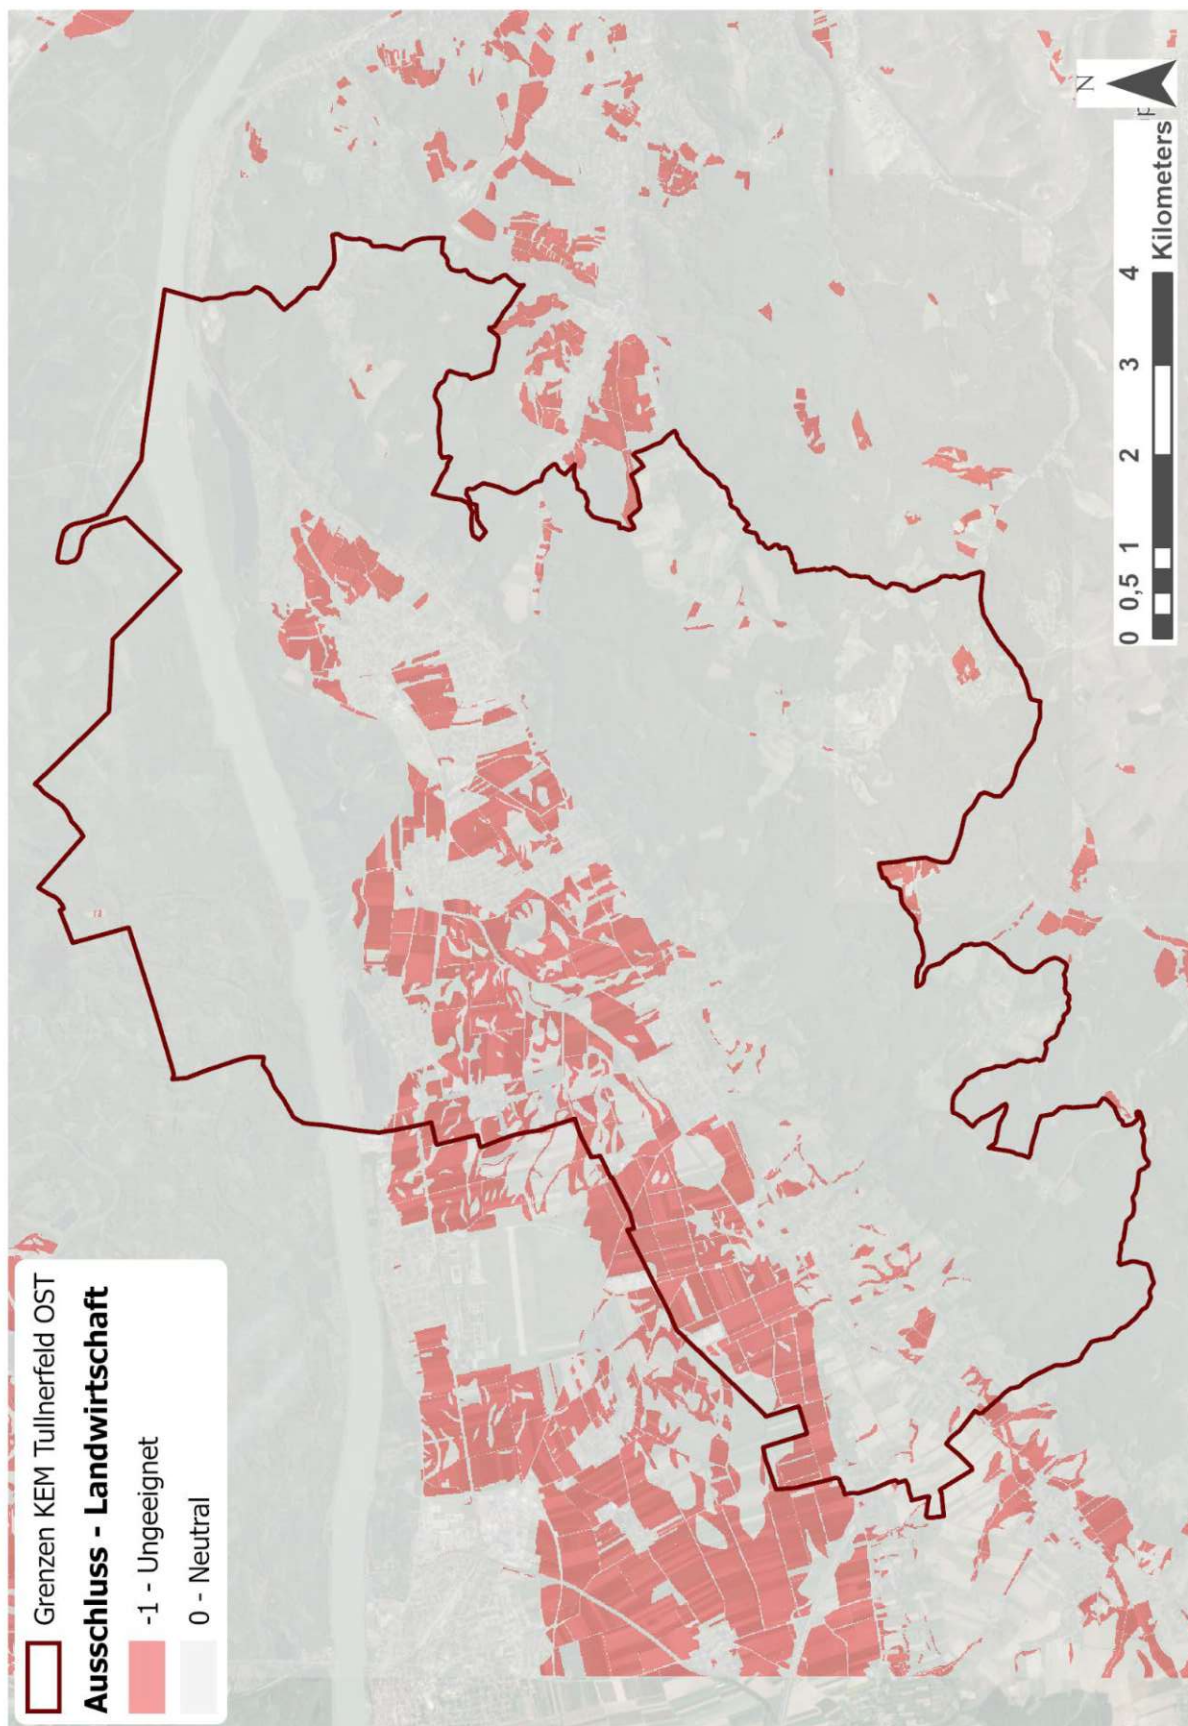 Grenzen KEM Tullnerfeld OST
Ausschluss - Landwirtschaft
-1 - Ungeeignet
0 - Neutral
N
0 0,5 1 2 3 4
Kilometers